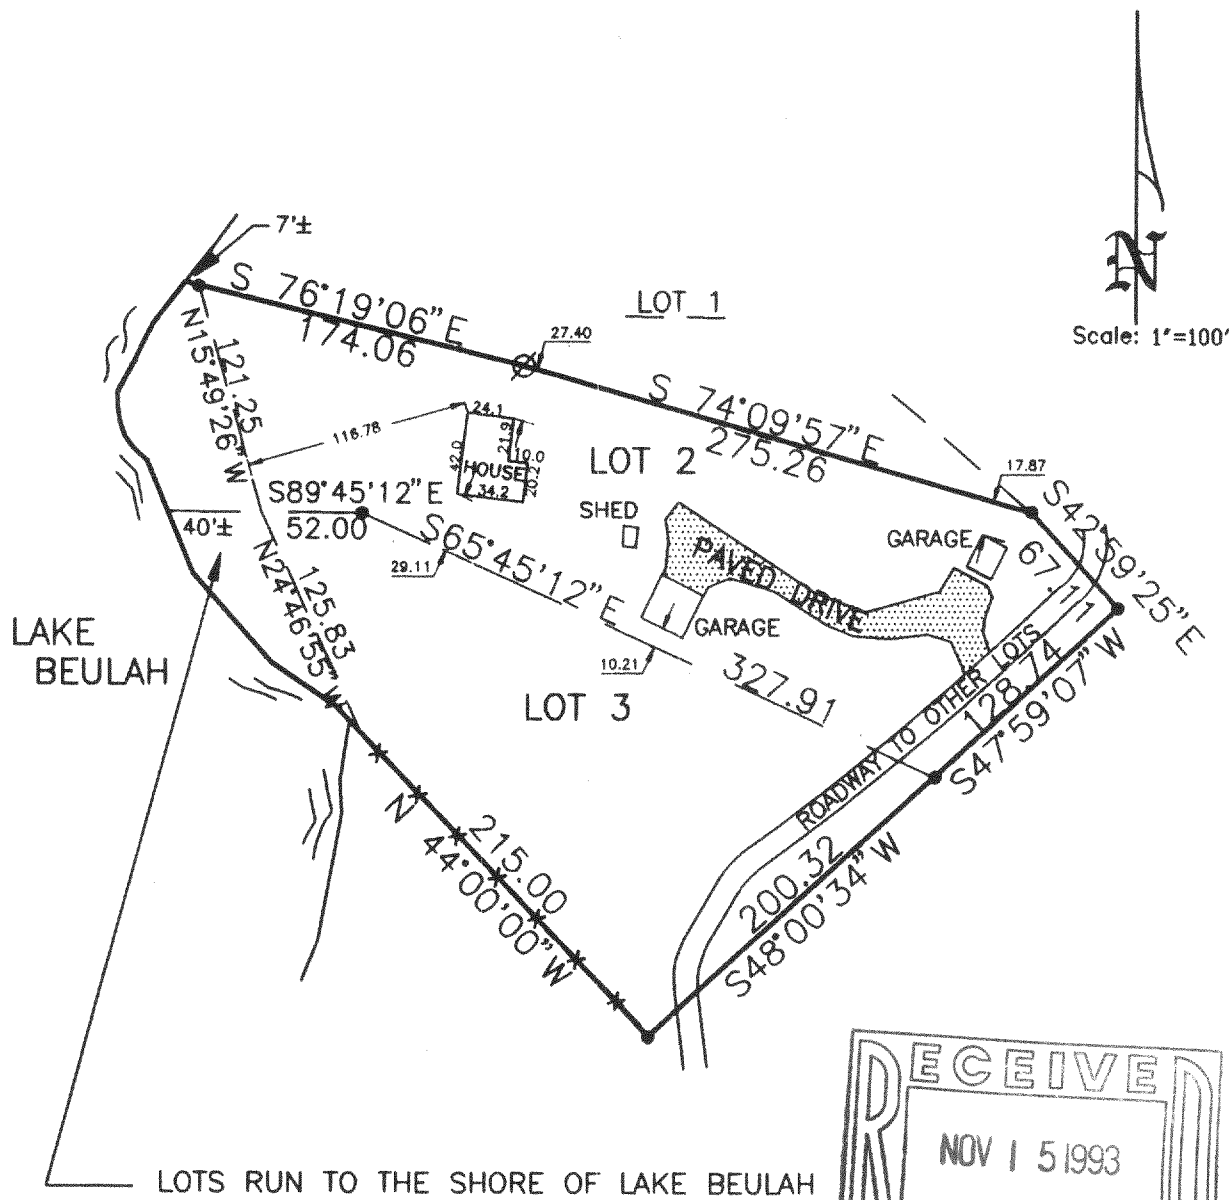 7'±
S 76°19'06"E
174.06
LOT 1
27.40
N
Scale: 1"=100'
N15°49'26"W
121.25
S 74°09'57"E
275.26
24.1
116.78
42.0
21.9
10.0
HOUSE
20.2
34.2
LOT 2
17.87
S89°45'12"E
52.00
40'±
SHED
GARAGE
S42°59'25"E
67.11
S65°45'12"E
29.11
327.91
PAVED DRIVE
GARAGE
10.21
N24°46'55"W
125.83
LAKE
BEULAH
LOT 3
ROADWAY TO OTHER LOTS
128.74
S47°59'07"W
200.32
S48°00'34"W
215.00
N 44°00'00"W
RECEIVED
NOV 15 1993
LOTS RUN TO THE SHORE OF LAKE BEULAH